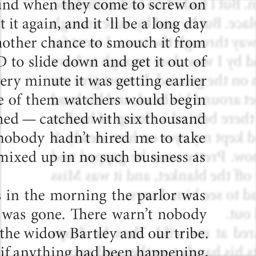 and when they come to screw on
t it again, and it ‘ll be a long day
nother chance to smouch it from
to slide down and get it out of
ery minute it was getting earlier
e of them watchers would begin
ned — catched with six thousand
nobody hadn’t hired me to take
mixed up in no such business as
in the morning the parlor was
was gone. There warn’t nobody
the widow Bartley and our tribe.
if anything had been happening,